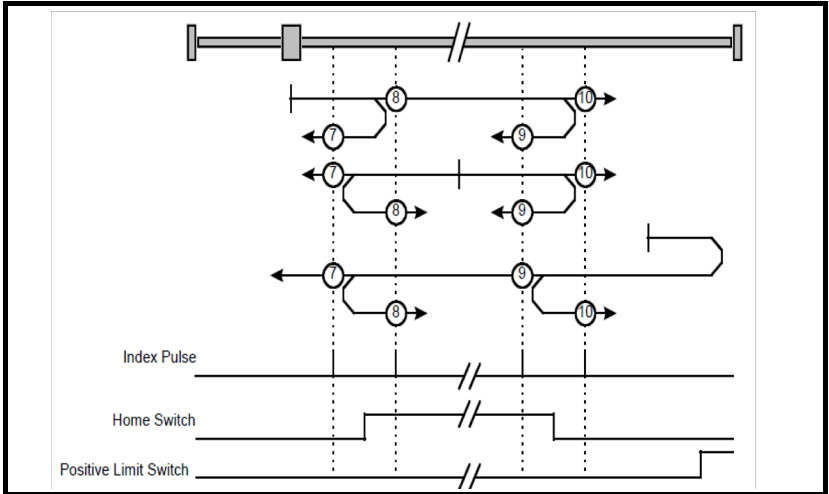 8 10
7 9
7 10
8 9
7 9
8 10
Index Pulse
Home Switch
Positive Limit Switch